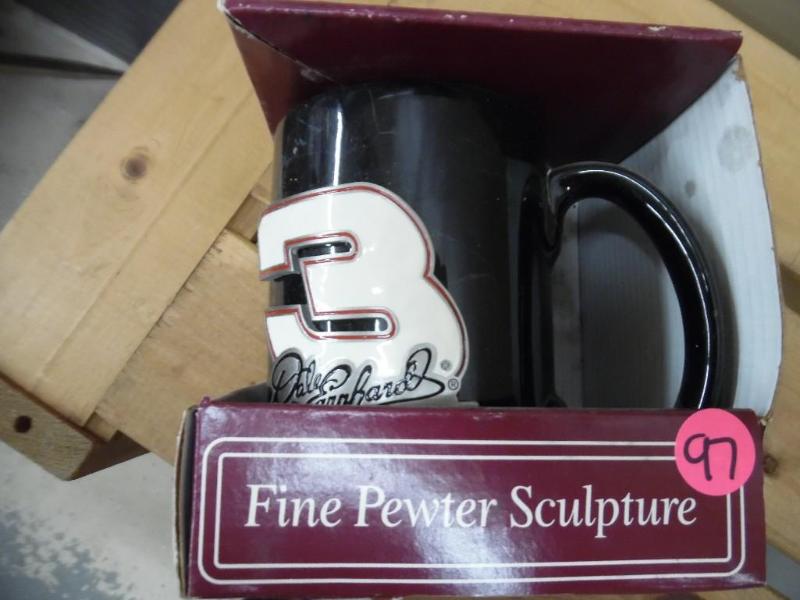 3
Dale Earnhardt ®
Fine Pewter Sculpture
97